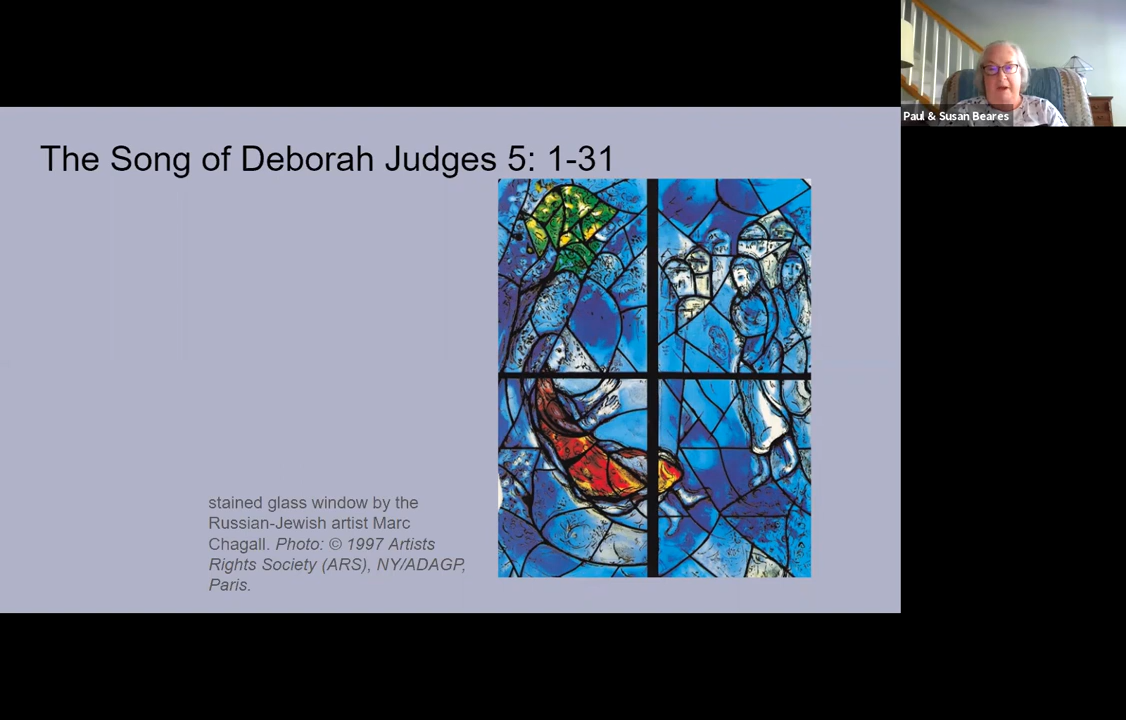 The Song of Deborah Judges 5: 1-31
Paul & Susan Beares
stained glass window by the
Russian-Jewish artist Marc
Chagall. Photo: © 1997 Artists
Rights Society (ARS), NY/ADAGP,
Paris.